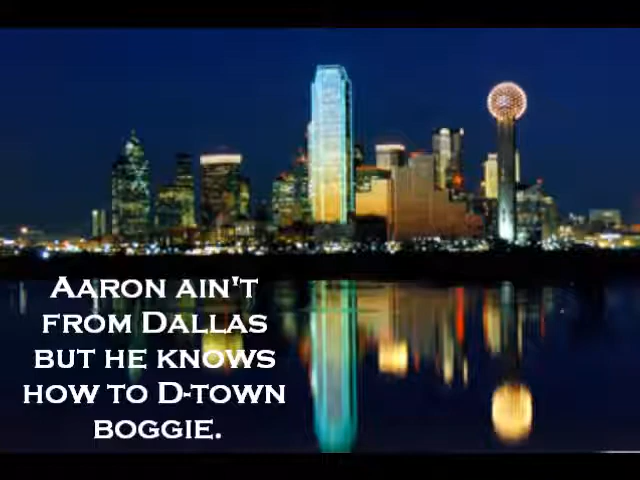 Aaron ain't
from Dallas
but he knows
how to D-town
boggie.